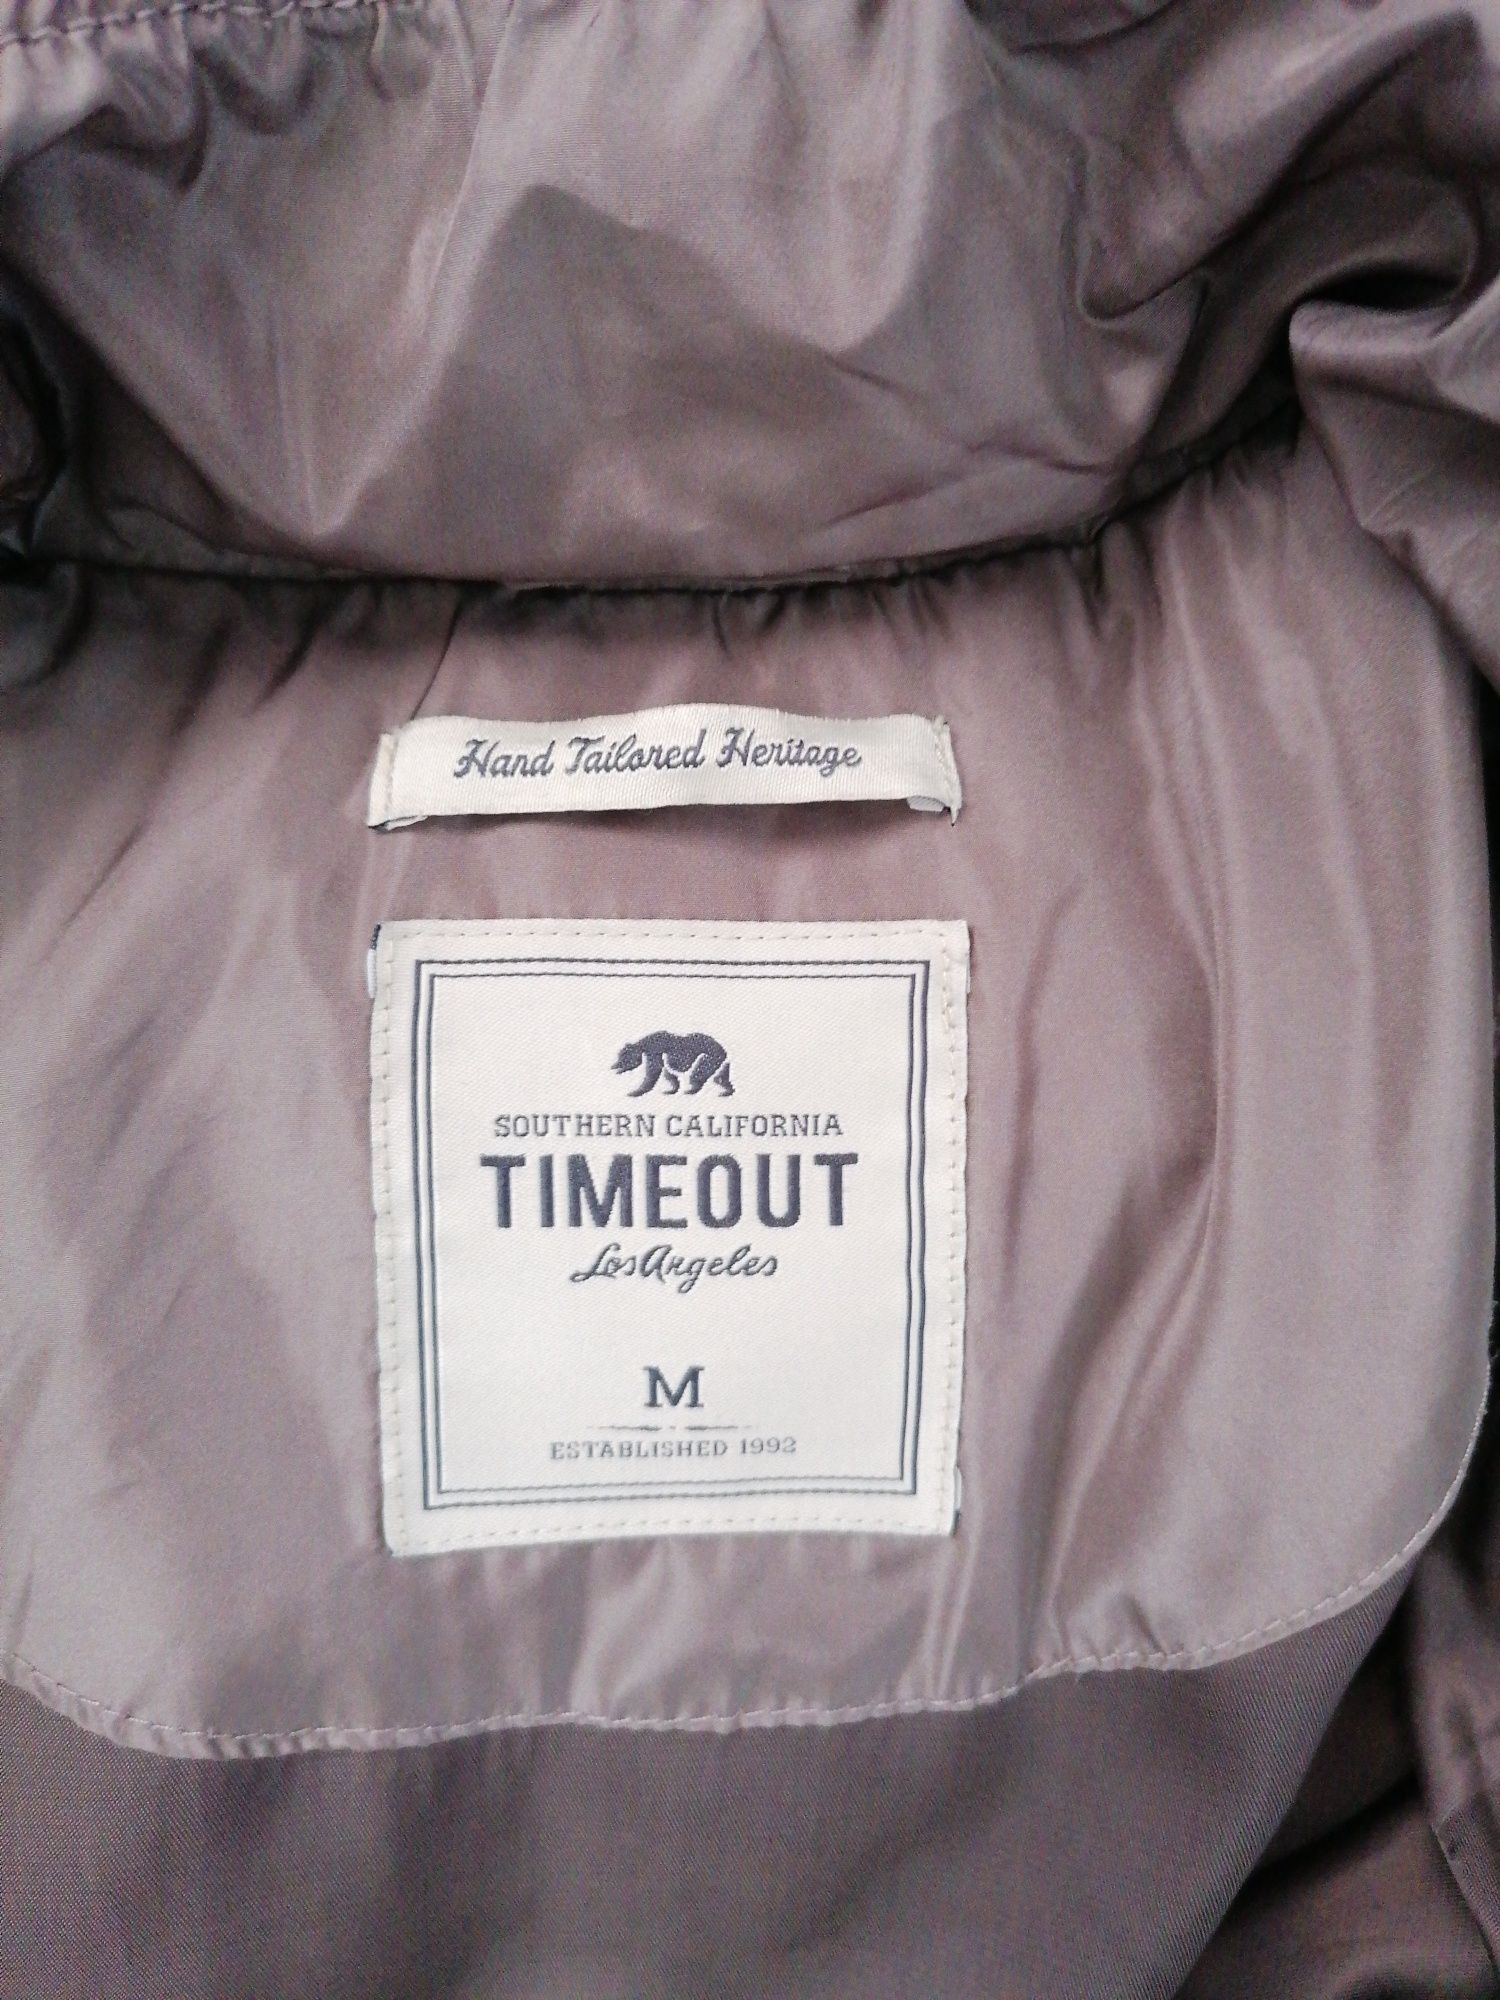 Hand Tailored Heritage
SOUTHERN CALIFORNIA
TIMEOUT
Los Angeles
M
ESTABLISHED 1992